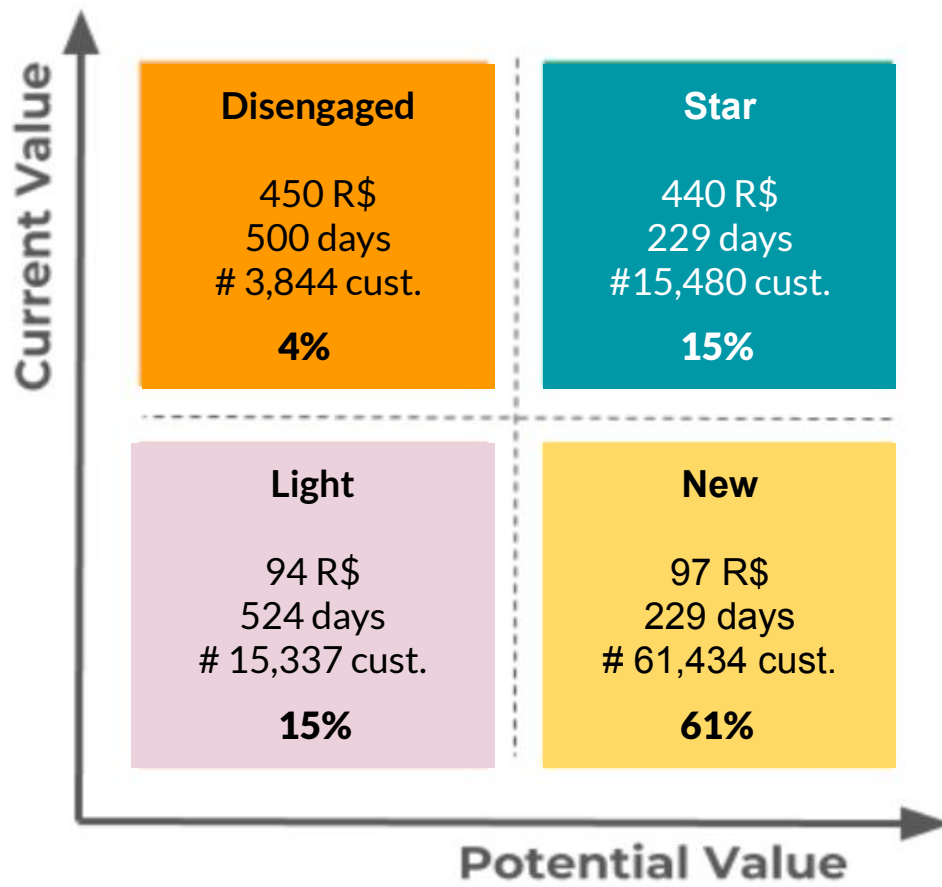 Current Value
Disengaged
450 R$
500 days
# 3,844 cust.
4%
Star
440 R$
229 days
#15,480 cust.
15%
Light
94 R$
524 days
# 15,337 cust.
15%
New
97 R$
229 days
# 61,434 cust.
61%
Potential Value